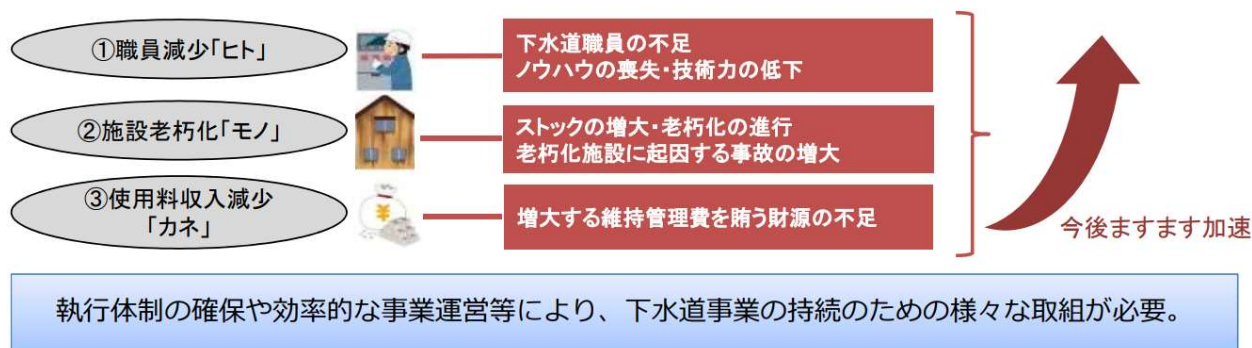 ①職員減少「ヒト」
下水道職員の不足
ノウハウの喪失・技術力の低下
②施設老朽化「モノ」
ストックの増大・老朽化の進行
老朽化施設に起因する事故の増大
③使用料収入減少
「カネ」
¥
増大する維持管理費を賄う財源の不足
今後ますます加速
執行体制の確保や効率的な事業運営等により、下水道事業の持続のための様々な取組が必要。